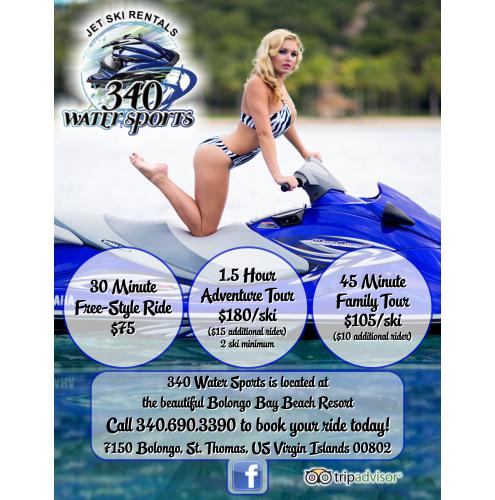 JET SKI RENTALS
340
WATER SPORTS
30 Minute
Free-Style Ride
$75
1.5 Hour
Adventure Tour
$180/ski
($15 additional rider)
2 ski minimum
45 Minute
Family Tour
$105/ski
($10 additional rider)
340 Water Sports is located at
the beautiful Bolongo Bay Beach Resort
Call 340.690.3390 to book your ride today!
7150 Bolongo, St. Thomas, US Virgin Islands 00802
f
tripadvisor®